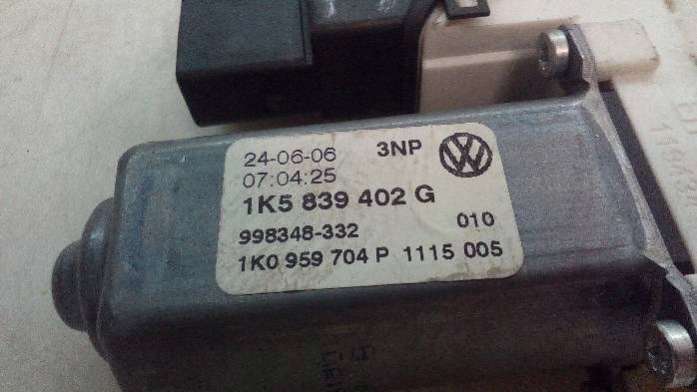 24-06-06 3NP
07:04:25
1K5 839 402 G
998348-332 010
1K0 959 704 P 1115 005